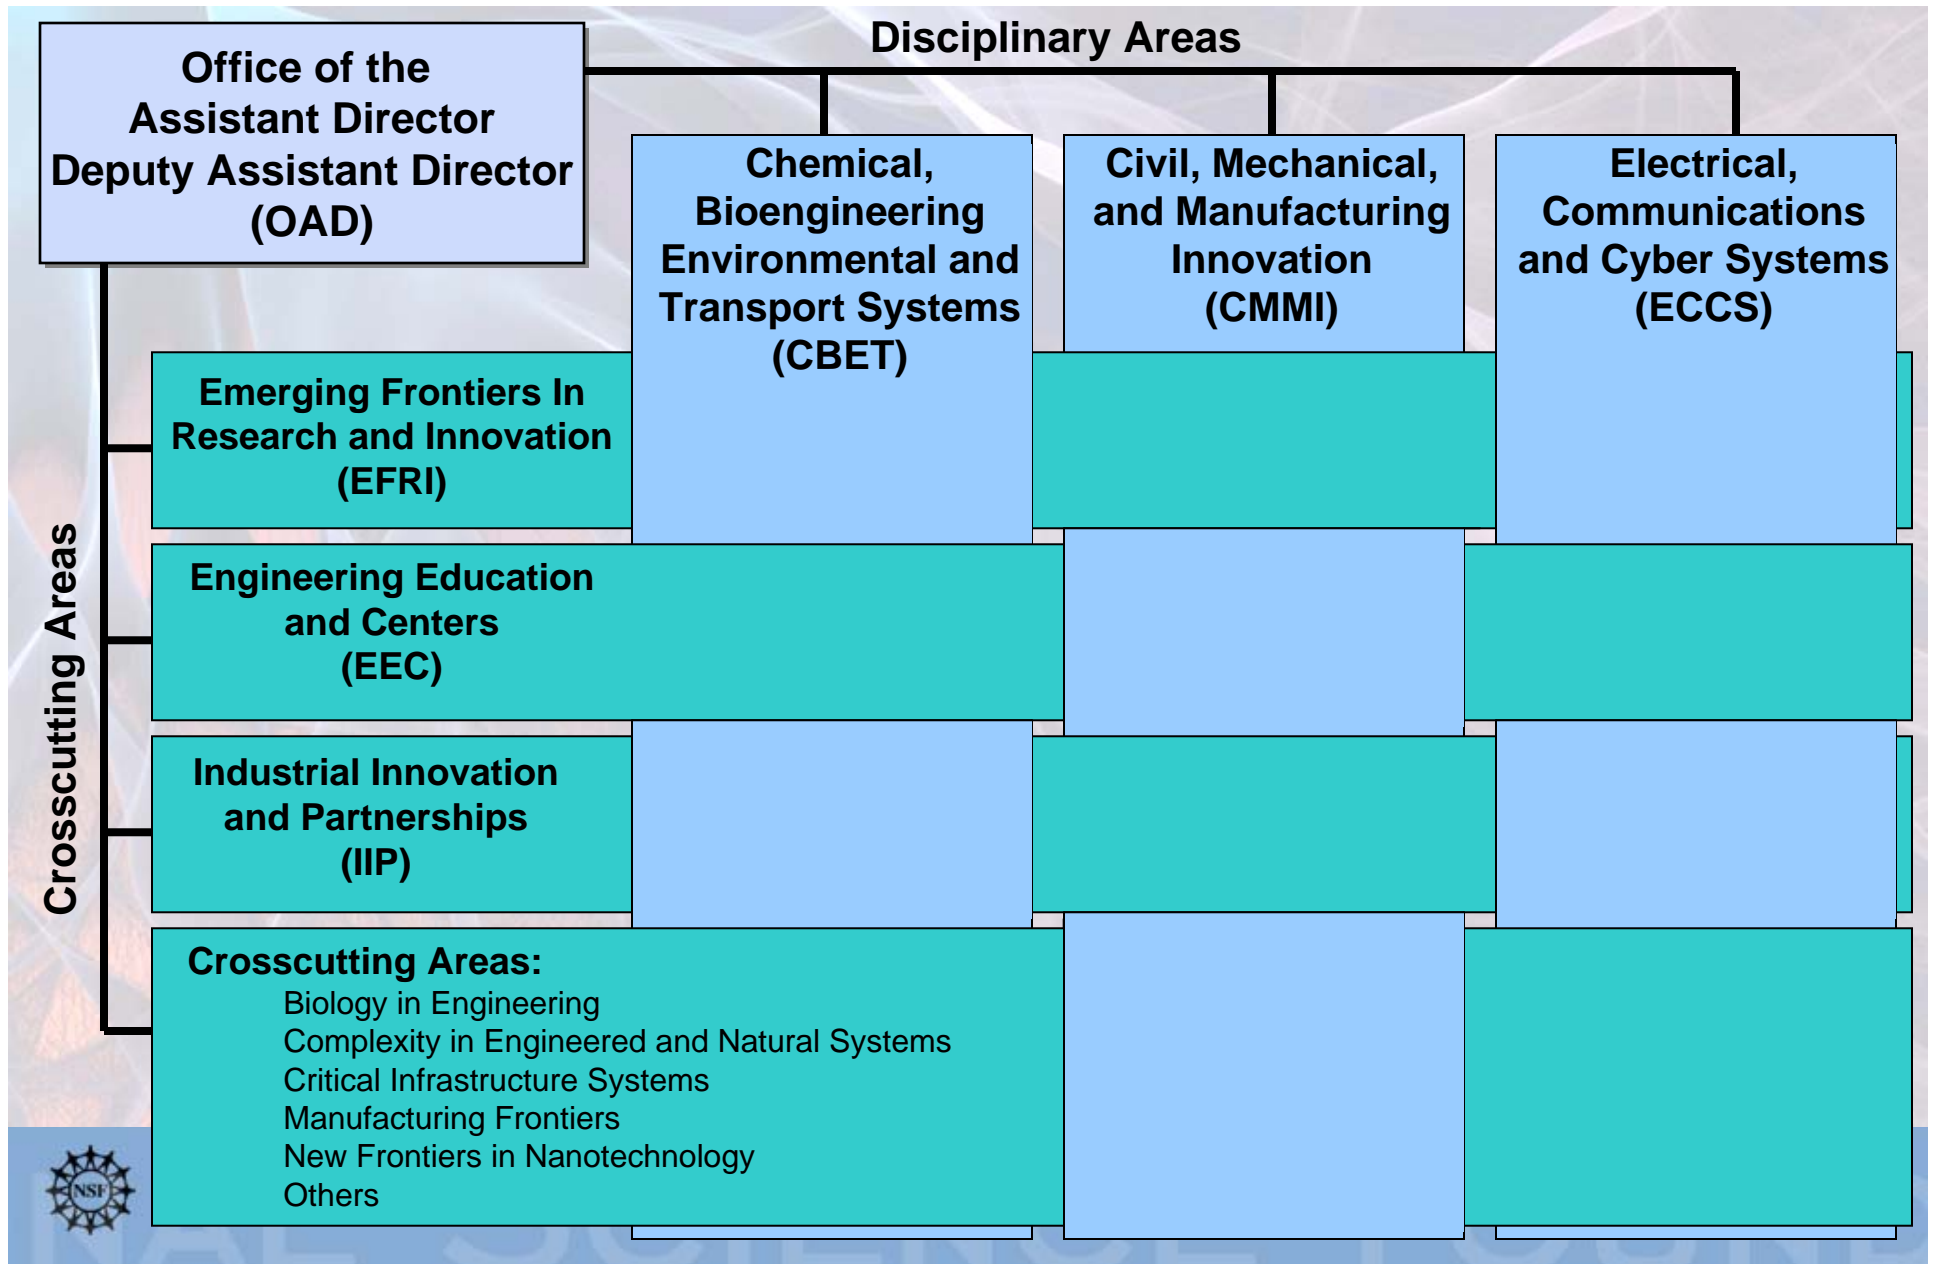 Disciplinary Areas
Office of the
Assistant Director
Deputy Assistant Director
(OAD)
Chemical,
Bioengineering
Environmental and
Transport Systems
(CBET)
Civil, Mechanical,
and Manufacturing
Innovation
(CMMI)
Electrical,
Communications
and Cyber Systems
(ECCS)
Crosscutting Areas
Emerging Frontiers In
Research and Innovation
(EFRI)
Engineering Education
and Centers
(EEC)
Industrial Innovation
and Partnerships
(IIP)
Crosscutting Areas:
Biology in Engineering
Complexity in Engineered and Natural Systems
Critical Infrastructure Systems
Manufacturing Frontiers
New Frontiers in Nanotechnology
Others
NSF